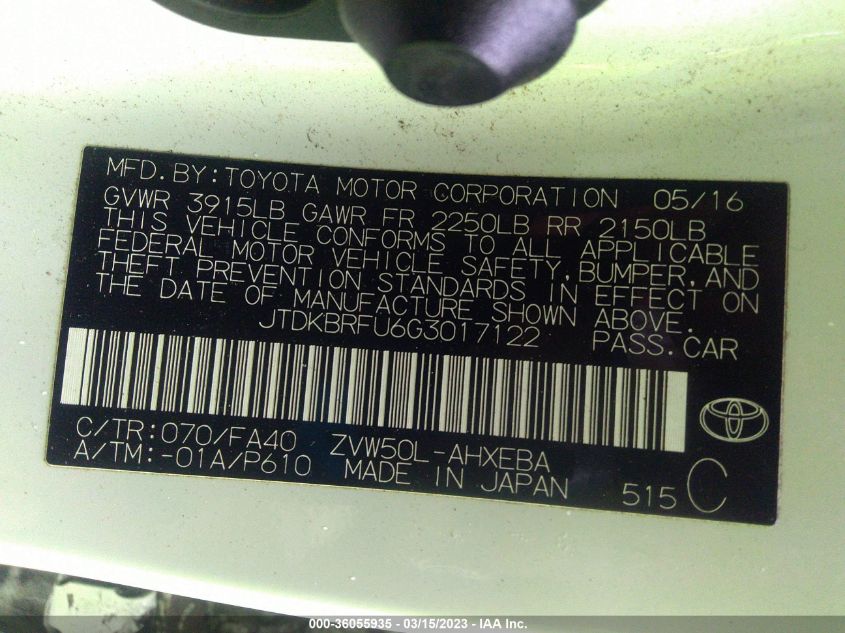 MFD. BY: TOYOTA MOTOR CORPORATION 05/16
GVWR 3915LB GAWR FR 2250LB RR 2150LB
THIS VEHICLE CONFORMS TO ALL APPLICABLE
FEDERAL MOTOR VEHICLE SAFETY, BUMPER, AND
THEFT PREVENTION STANDARDS IN EFFECT ON
THE DATE OF MANUFACTURE SHOWN ABOVE.
JTDKBRFU6G3017122 PASS. CAR
C/TR: 070/FA40 ZVW50L-AHXEBA
A/TM: -01A/P610 MADE IN JAPAN 515 C
000-36055935 - 03/15/2023 - IAA Inc.